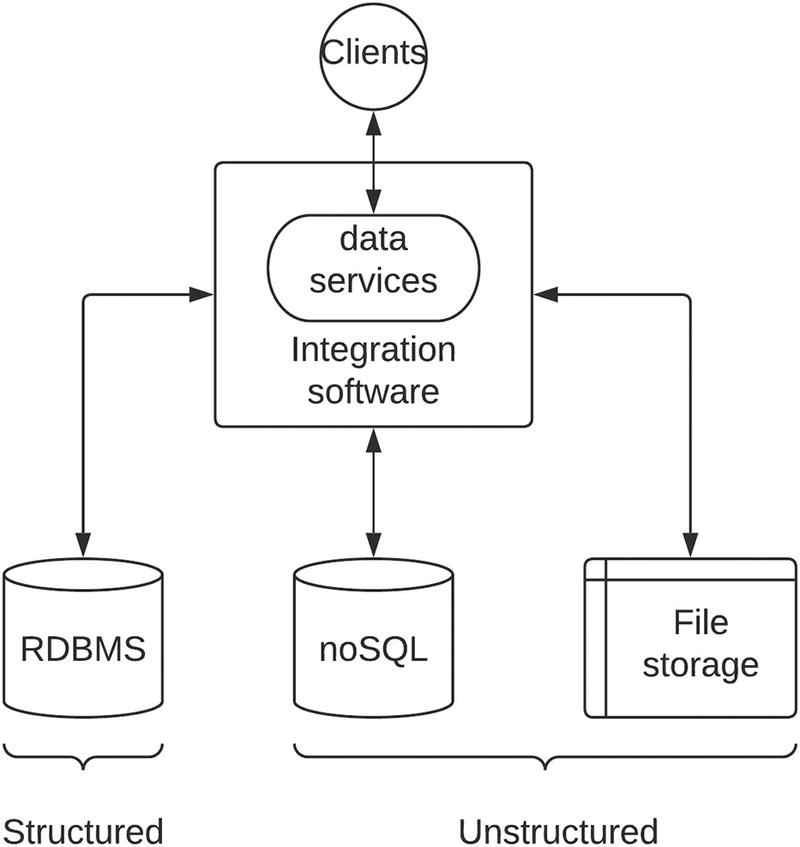 Clients
data
services
Integration
software
RDBMS
noSQL
File
storage
Structured
Unstructured